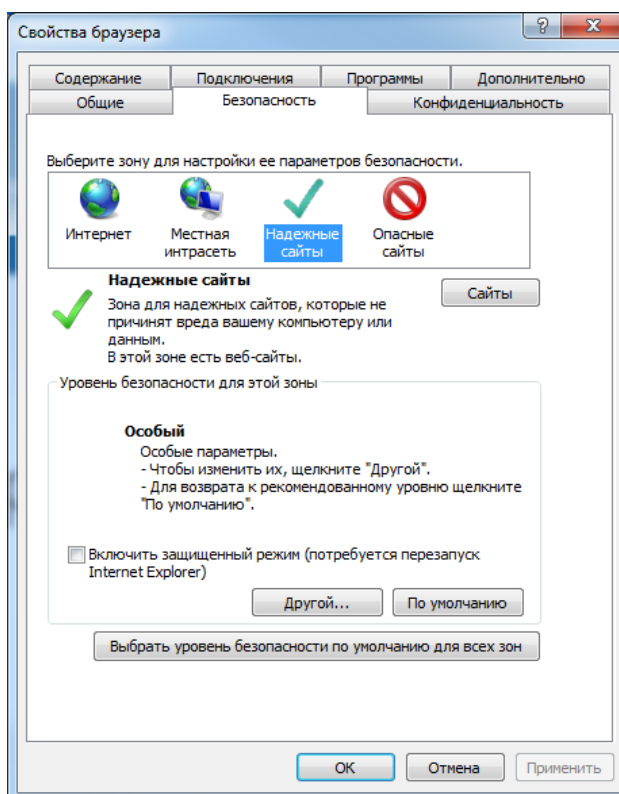 Свойства браузера
Содержание Подключения Программы Дополнительно
Общие Безопасность Конфиденциальность
Выберите зону для настройки ее параметров безопасности.
Интернет Местная интрасеть Надежные сайты Опасные сайты
Надежные сайты
Сайты
Зона для надежных сайтов, которые не
причинят вреда вашему компьютеру или
данным.
В этой зоне есть веб-сайты.
Уровень безопасности для этой зоны
Особый
Особые параметры.
- Чтобы изменить их, щелкните "Другой".
- Для возврата к рекомендованному уровню щелкните
"По умолчанию".
Включить защищенный режим (потребуется перезапуск
Internet Explorer)
Другой... По умолчанию
Выбрать уровень безопасности по умолчанию для всех зон
ОК Отмена Применить